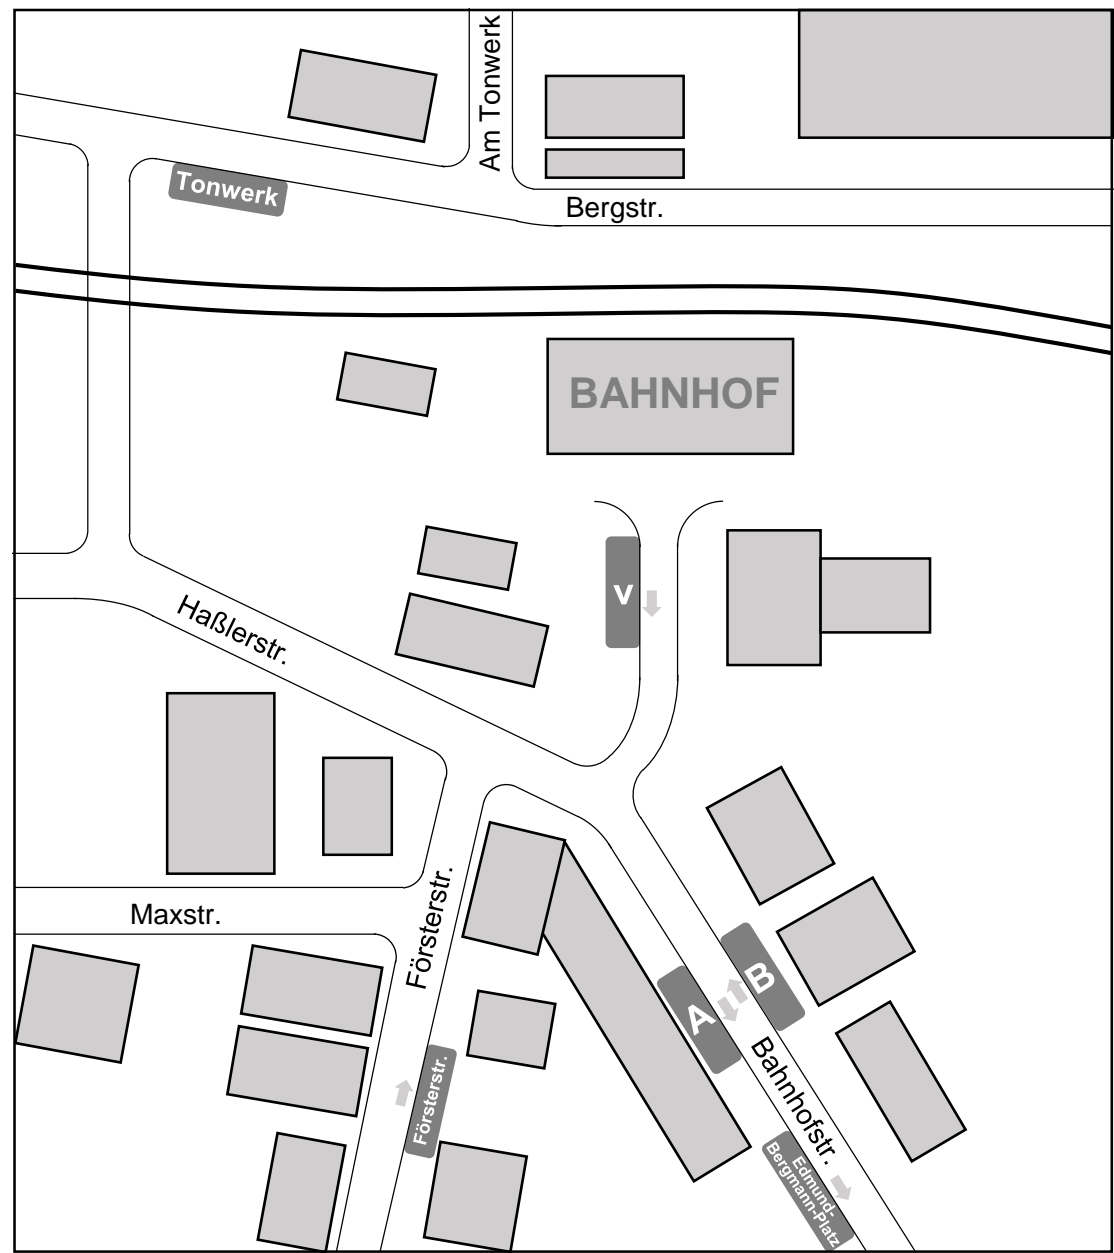 Am Tonwerk
Tonwerk
Bergstr.
BAHNHOF
V
Haßlerstr.
Maxstr.
Försterstr.
B
A
Bahnhofstr.
Försterstr.
Edmund-
Bergmann-Platz